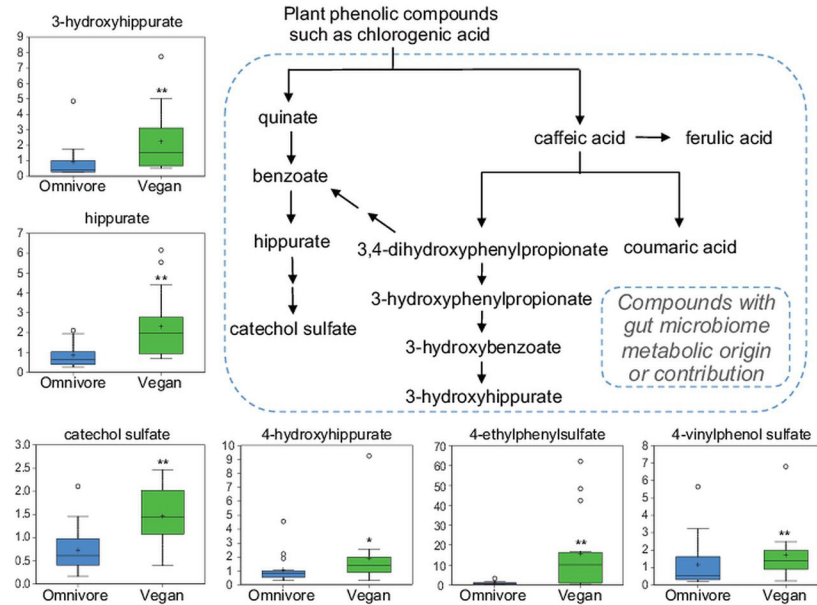 3-hydroxyhippurate
9
8
7
6
5
4
3
2
1
0
**
Omnivore Vegan
hippurate
7
6
5
4
3
2
1
0
**
Omnivore Vegan
Plant phenolic compounds
such as chlorogenic acid
quinate
caffeic acid
ferulic acid
benzoate
hippurate
3,4-dihydroxyphenylpropionate
coumaric acid
3-hydroxyphenylpropionate
catechol sulfate
3-hydroxybenzoate
3-hydroxyhippurate
Compounds with
gut microbiome
metabolic origin
or contribution
catechol sulfate
3.0
2.5
2.0
1.5
1.0
0.5
0.0
**
Omnivore Vegan
4-hydroxyhippurate
10
9
8
7
6
5
4
3
2
1
0
*
Omnivore Vegan
4-ethylphenylsulfate
70
60
50
40
30
20
10
0
**
Omnivore Vegan
4-vinylphenol sulfate
8
7
6
5
4
3
2
1
0
**
Omnivore Vegan